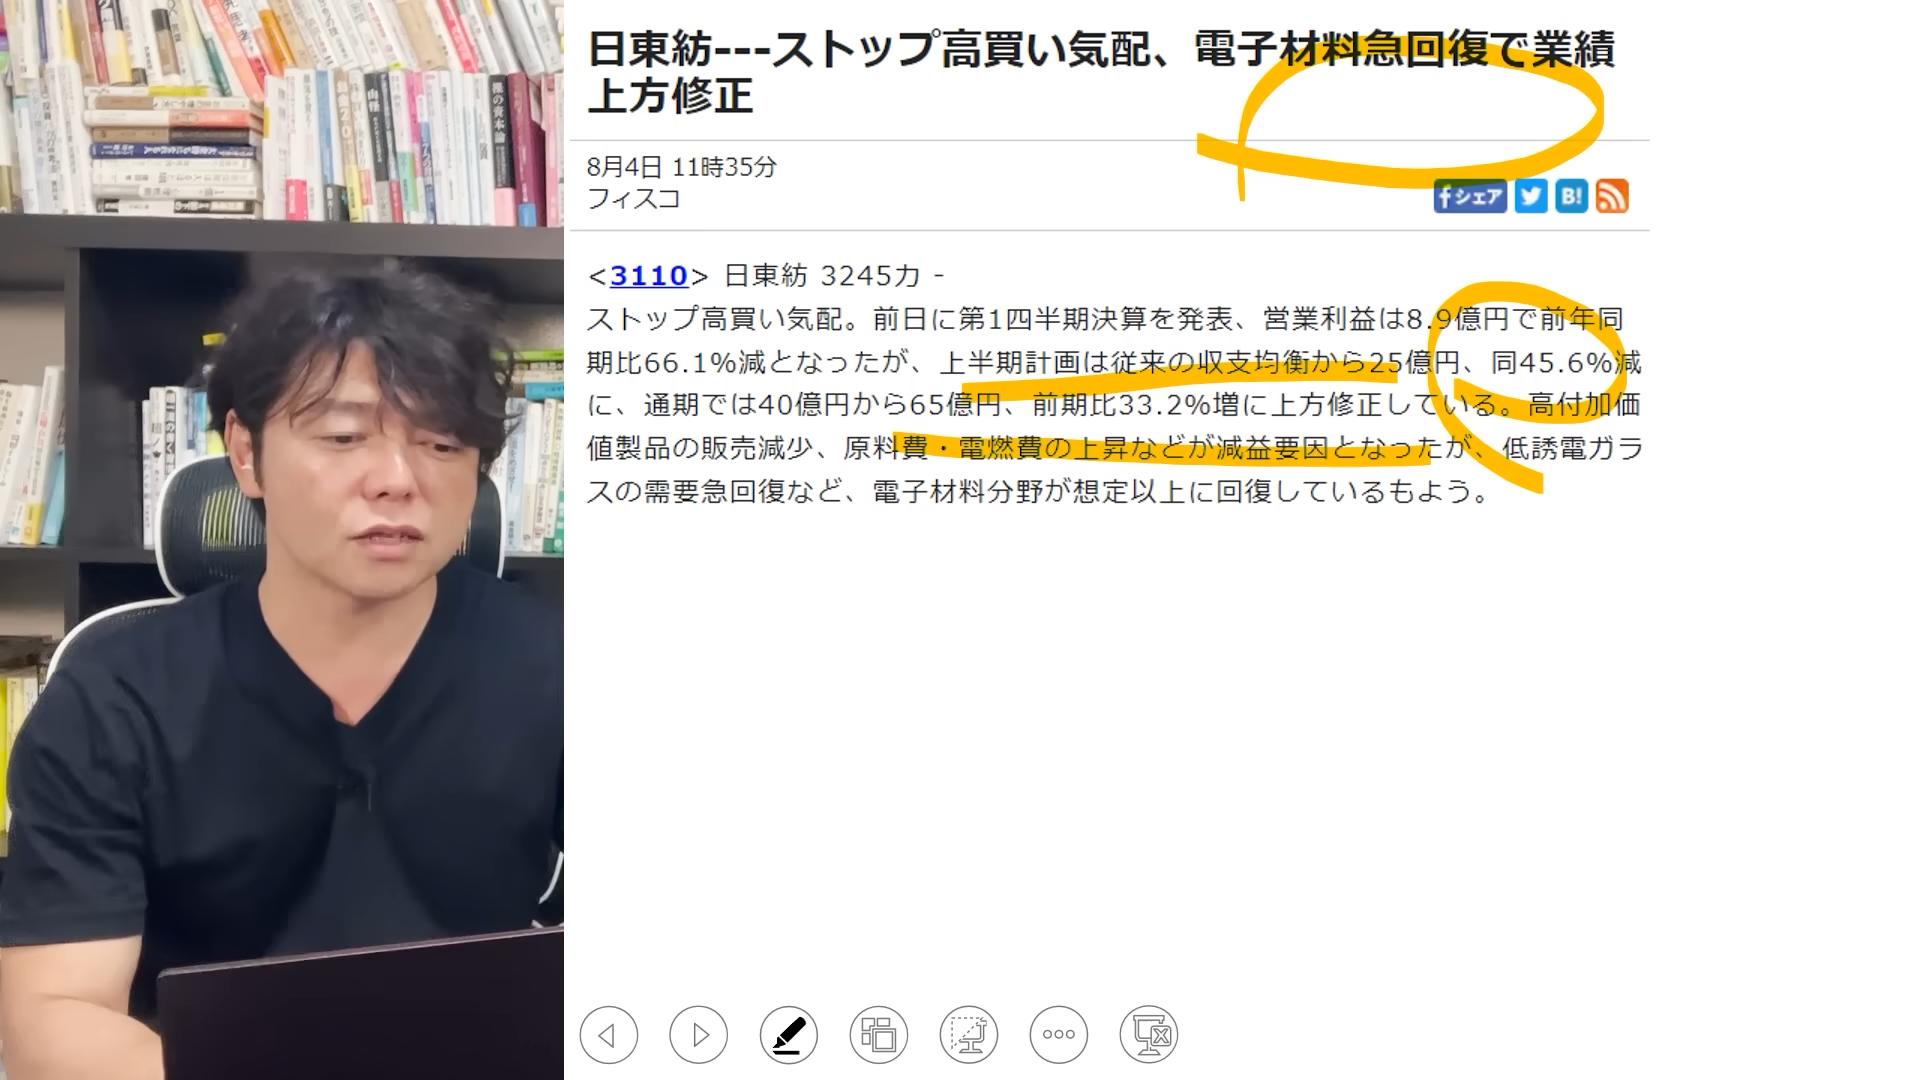 日東紡---ストップ高買い気配、電子材料急回復で業績
上方修正
8月4日 11時35分
フィスコ
シェア
B!
<3110> 日東紡 3245カ -
ストップ高買い気配。前日に第1四半期決算を発表、営業利益は8.9億円で前年同
期比66.1%減となったが、上半期計画は従来の収支均衡から25億円、同45.6%減
に、通期では40億円から65億円、前期比33.2%増に上方修正している。高付加価
値製品の販売減少、原料費・電燃費の上昇などが減益要因となったが、低誘電ガラ
スの需要急回復など、電子材料分野が想定以上に回復しているもよう。